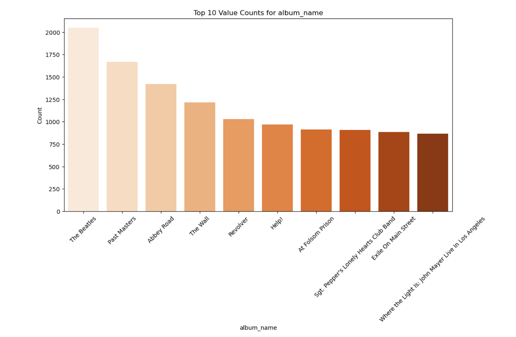 Top 10 Value Counts for album_name
2000
1750
1500
1250
1000
750
500
250
0
Count
The Beatles
Past Masters
Abbey Road
The Wall
Revolver
Help!
At Folsom Prison
Sgt. Pepper's Lonely Hearts Club Band
Exile On Main Street
Where the Light Is: John Mayer Live In Los Angeles
album_name